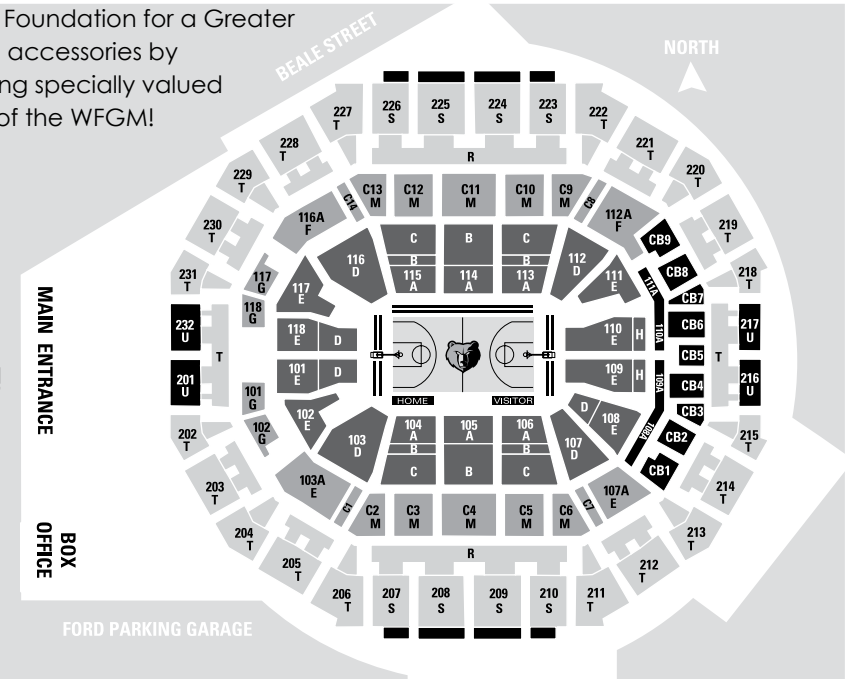 Foundation for a Greater
accessories by
ng specially valued
of the WFGM!
BEALE STREET
NORTH
226 S
225 S
224 S
223 S
227 T
222 T
228 T
221 T
R
229 T
220 T
C13 M
C12 M
C11 M
C10 M
C9 M
C14
C8
230 T
116A F
112A F
219 T
CB9
C
B
C
116 D
112 D
B
B
115 A
114 A
113 A
231 T
117 G
117 E
111 E
111A
CB8
218 T
CB7
118 G
MAIN ENTRANCE
232 U
118 E
D
110 E
H
110A
CB6
217 U
T
CB5
T
201 U
101 E
D
109 E
H
109A
CB4
216 U
101 G
HOME
VISITOR
CB3
102 G
102 E
D
108 E
108A
CB2
202 T
215 T
104 A
105 A
106 A
103 D
107 D
B
B
C
B
C
CB1
203 T
103A E
107A E
214 T
C1
C7
C2 M
C3 M
C4 M
C5 M
C6 M
BOX OFFICE
204 T
213 T
R
205 T
212 T
206 T
207 S
208 S
209 S
210 S
211 T
FORD PARKING GARAGE